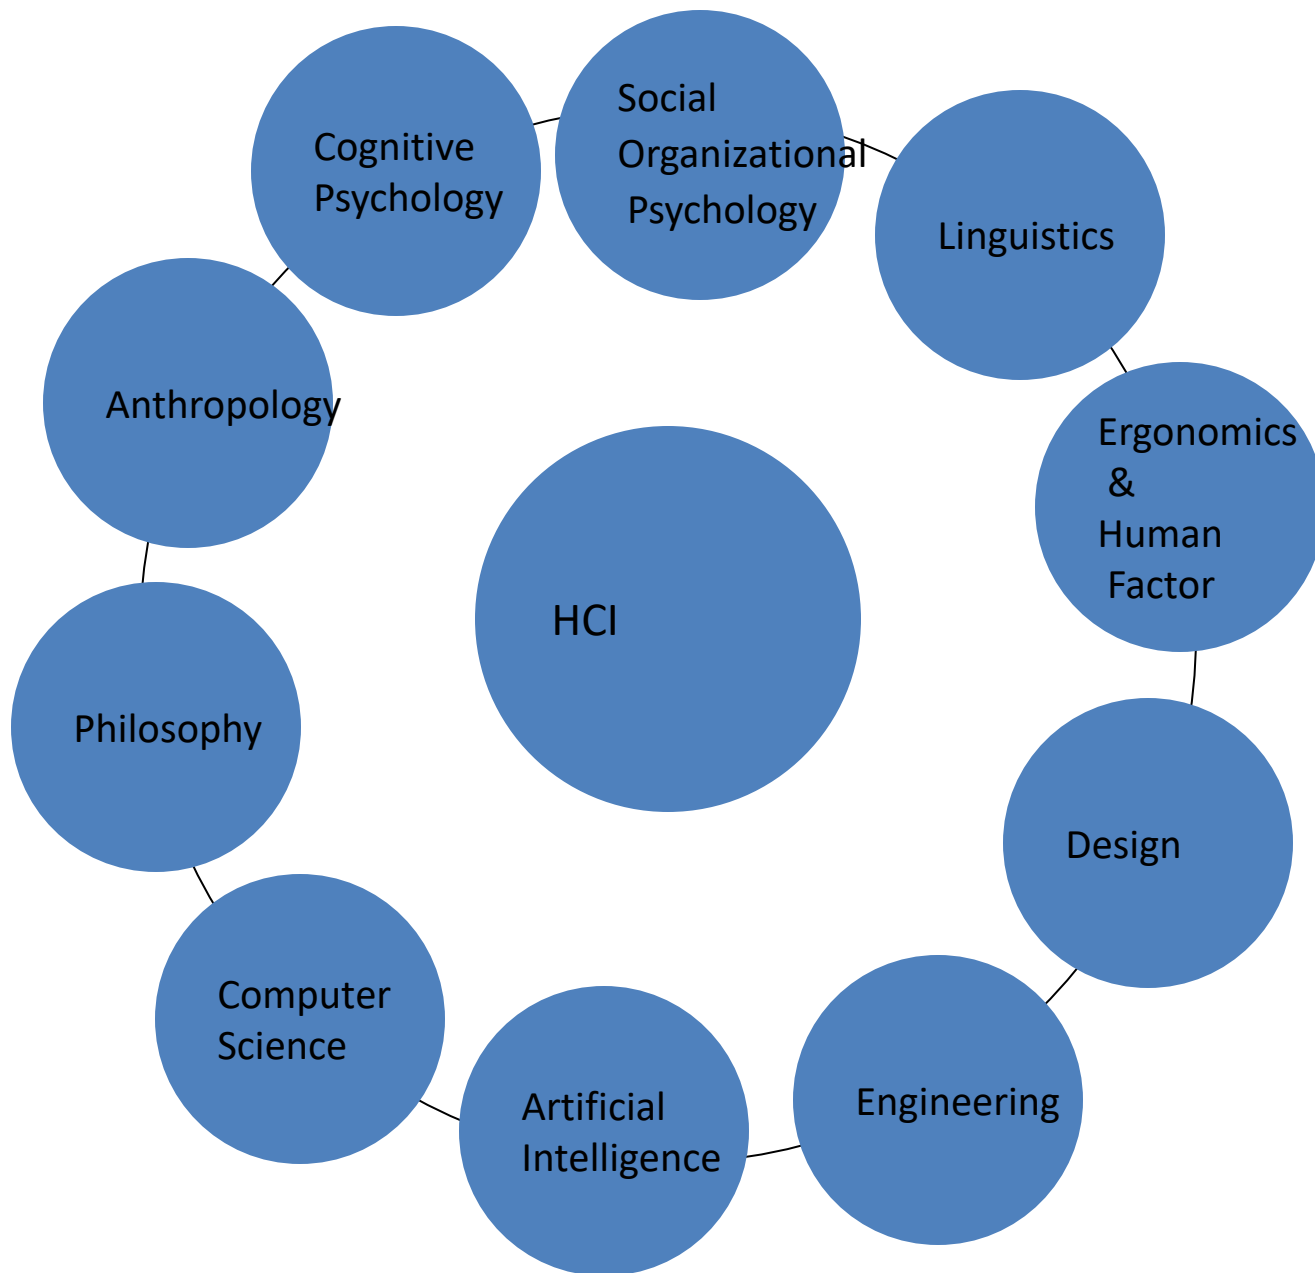 Social
Organizational
Psychology
Cognitive
Psychology
Linguistics
Anthropology
Ergonomics
&
Human
Factor
HCI
Philosophy
Design
Computer
Science
Engineering
Artificial
Intelligence